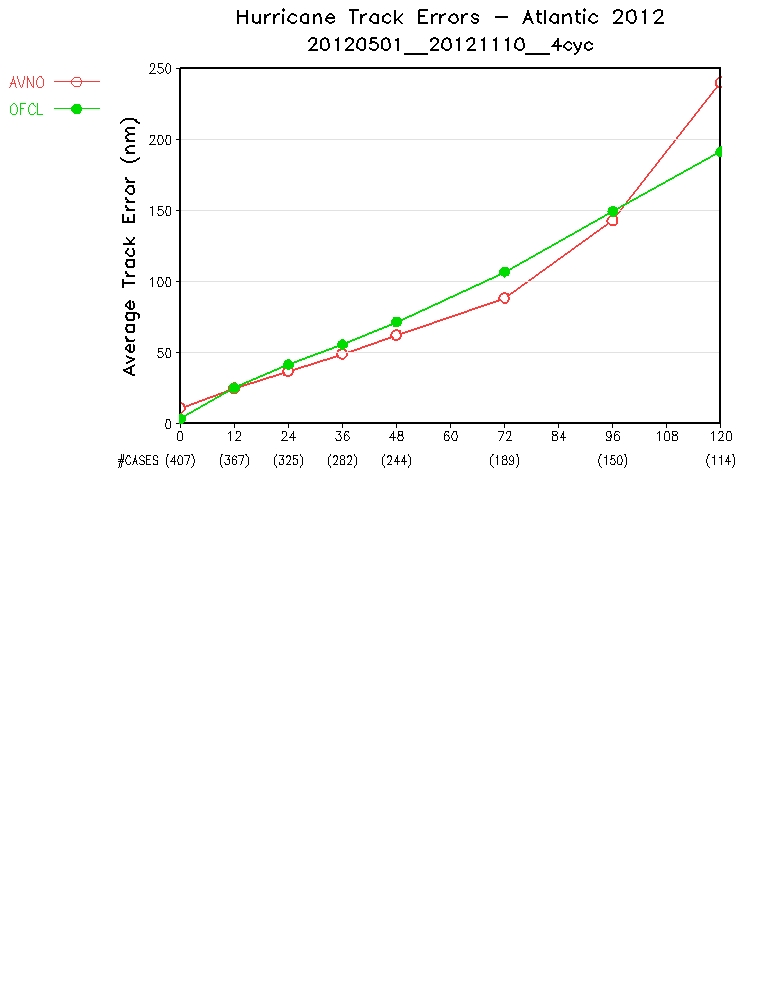 Hurricane Track Errors - Atlantic 2012
20120501__20121110__4cyc
AVNO
OFCL
Average Track Error (nm)
250
200
150
100
50
0
0 12 24 36 48 60 72 84 96 108 120
#CASES (407) (367) (325) (282) (244) (189) (150) (114)